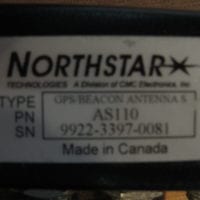 NORTHSTAR
TECHNOLOGIES A Division of CMC Electronics, Inc
TYPE GPS/BEACON ANTENNA S
PN AS110
SN 9922-3397-0081
Made in Canada